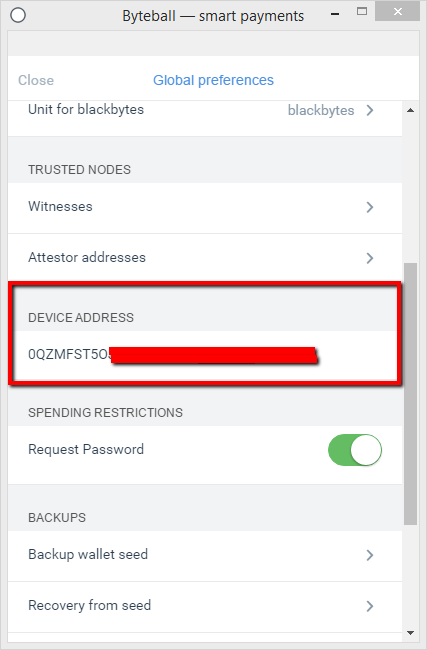 Byteball — smart payments
Close Global preferences
Unit for blackbytes blackbytes
TRUSTED NODES
Witnesses
Attestor addresses
DEVICE ADDRESS
0QZMFST5O
SPENDING RESTRICTIONS
Request Password
BACKUPS
Backup wallet seed
Recovery from seed